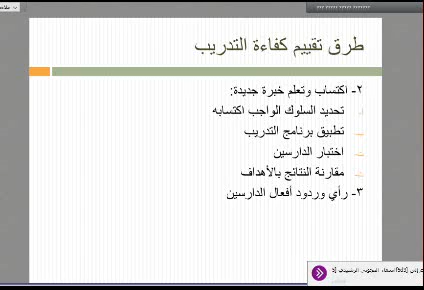 طرق تقييم كفاءة التدريب
٢- اكتساب وتعلم خبرة جديدة:
تحديد السلوك الواجب اكتسابه
تطبيق برنامج التدريب
اختبار الدارسين
مقارنة النتائج بالأهداف
٣- رأي وردود أفعال الدارسين